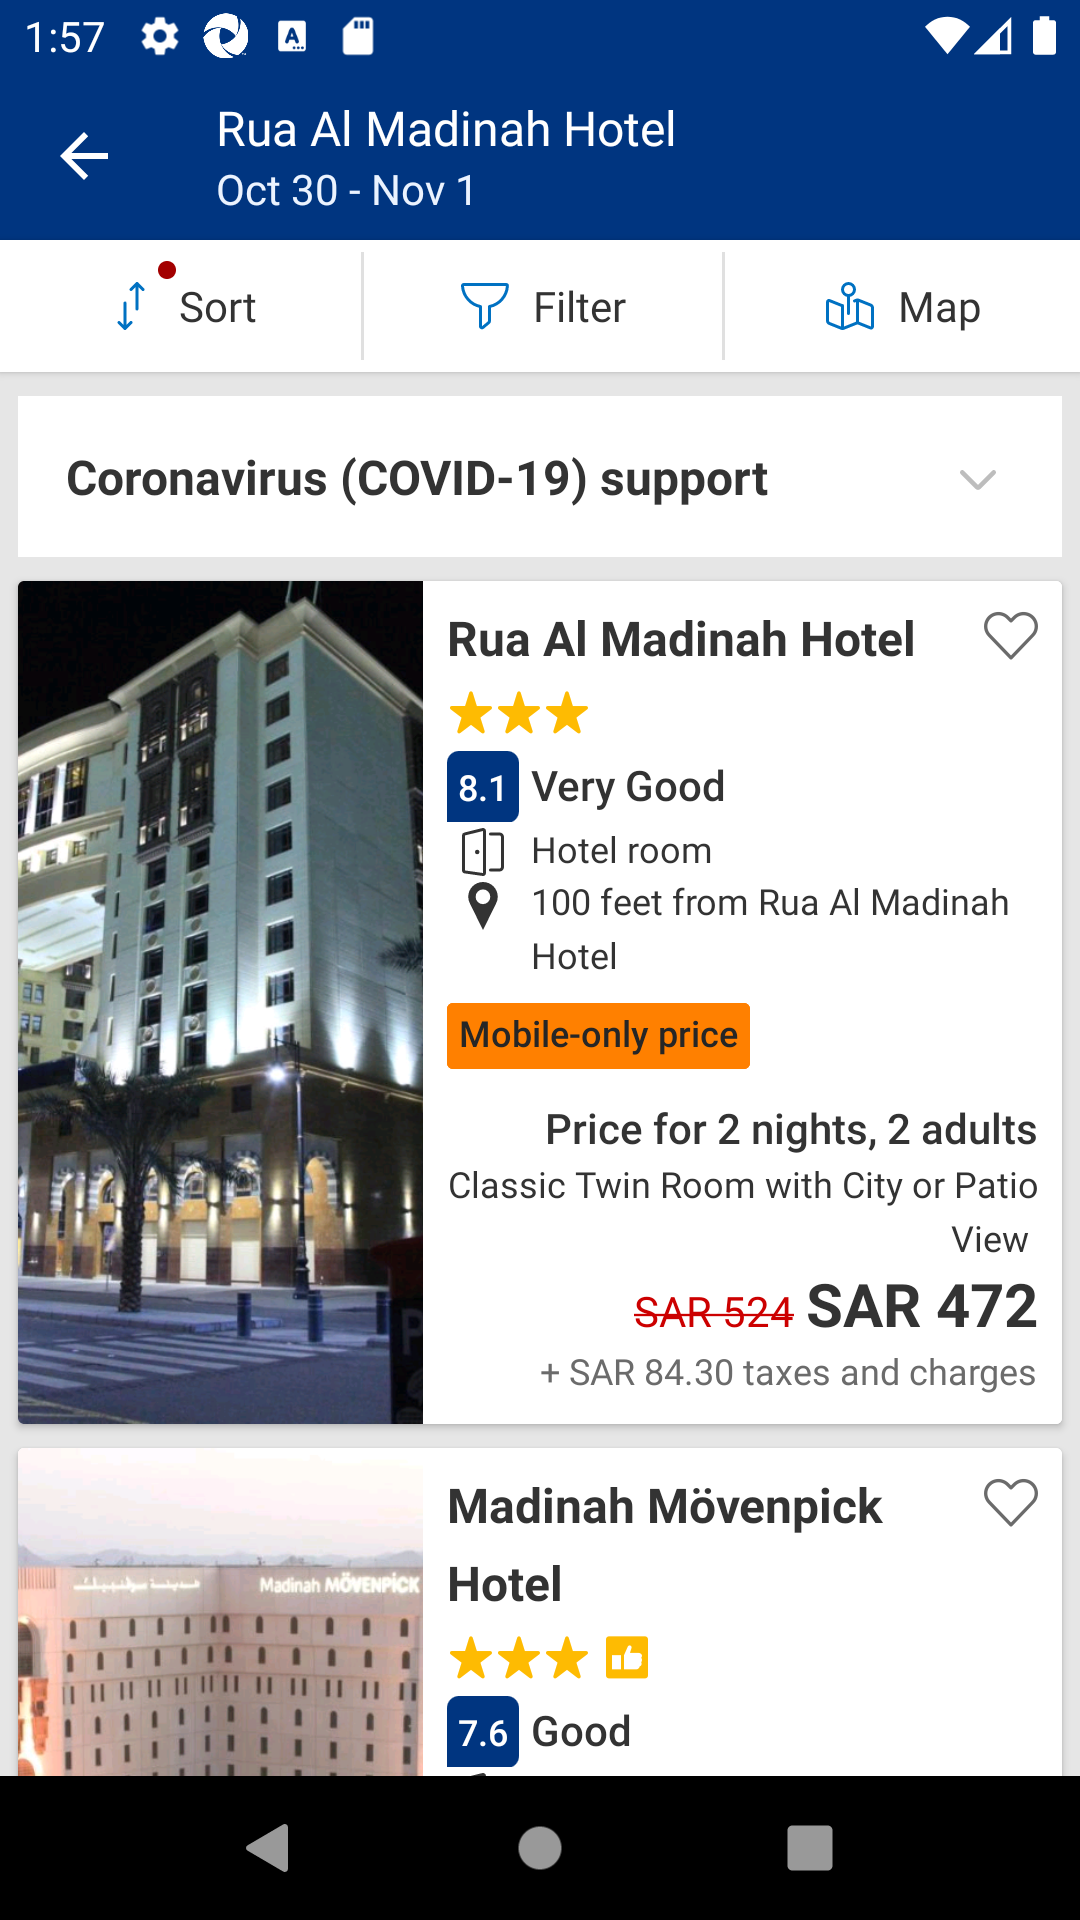 1:57
Rua Al Madinah Hotel
Oct 30 - Nov 1
Sort
Filter
Map
Coronavirus (COVID-19) support
Rua Al Madinah Hotel
8.1 Very Good
Hotel room
100 feet from Rua Al Madinah
Hotel
Mobile-only price
Price for 2 nights, 2 adults
Classic Twin Room with City or Patio
View
SAR 524 SAR 472
+ SAR 84.30 taxes and charges
Madinah MÖVENPICK
Madinah Mövenpick
Hotel
7.6 Good